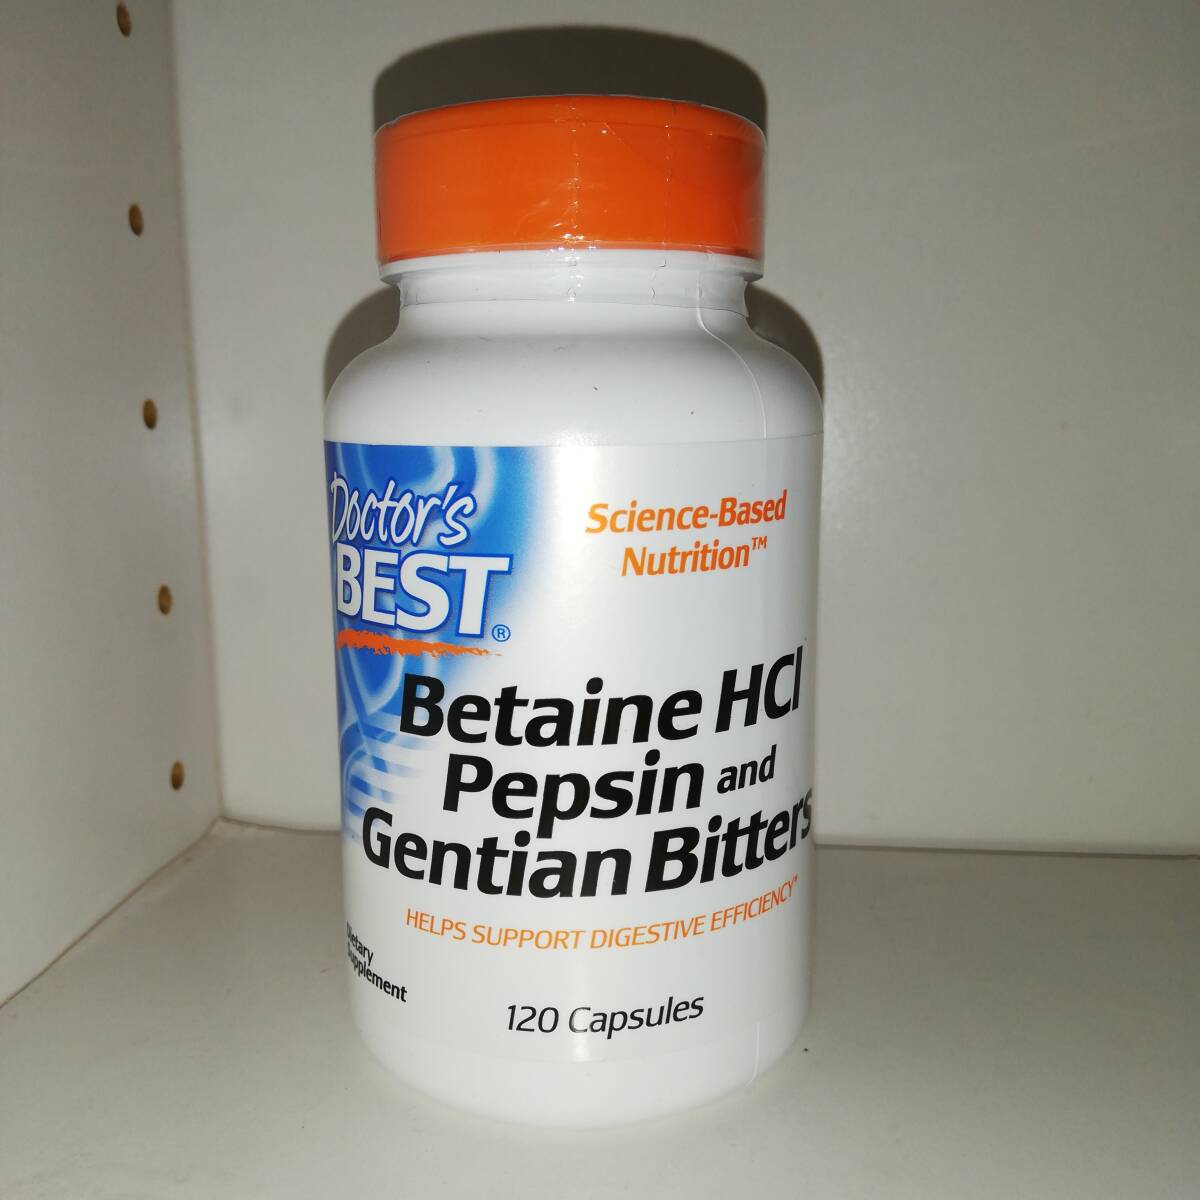 Doctor's
BEST®
Science-Based
Nutrition™
Betaine HCl
Pepsin and
Gentian Bitters
HELPS SUPPORT DIGESTIVE EFFICIENCY*
Dietary
Supplement
120 Capsules